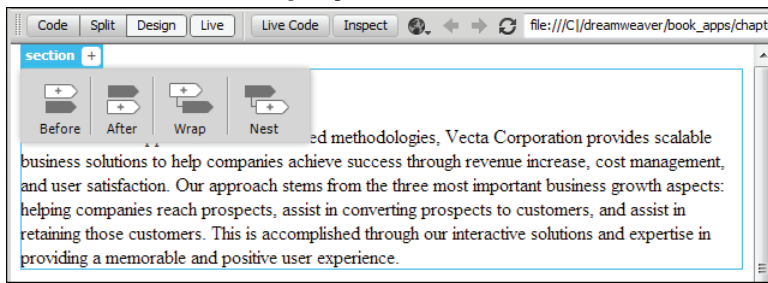 Code Split Design Live Live Code Inspect file:///C|/dreamweaver/book_apps/chapt
section +
Before After Wrap Nest
ed methodologies, Vecta Corporation provides scalable
business solutions to help companies achieve success through revenue increase, cost management,
and user satisfaction. Our approach stems from the three most important business growth aspects:
helping companies reach prospects, assist in converting prospects to customers, and assist in
retaining those customers. This is accomplished through our interactive solutions and expertise in
providing a memorable and positive user experience.